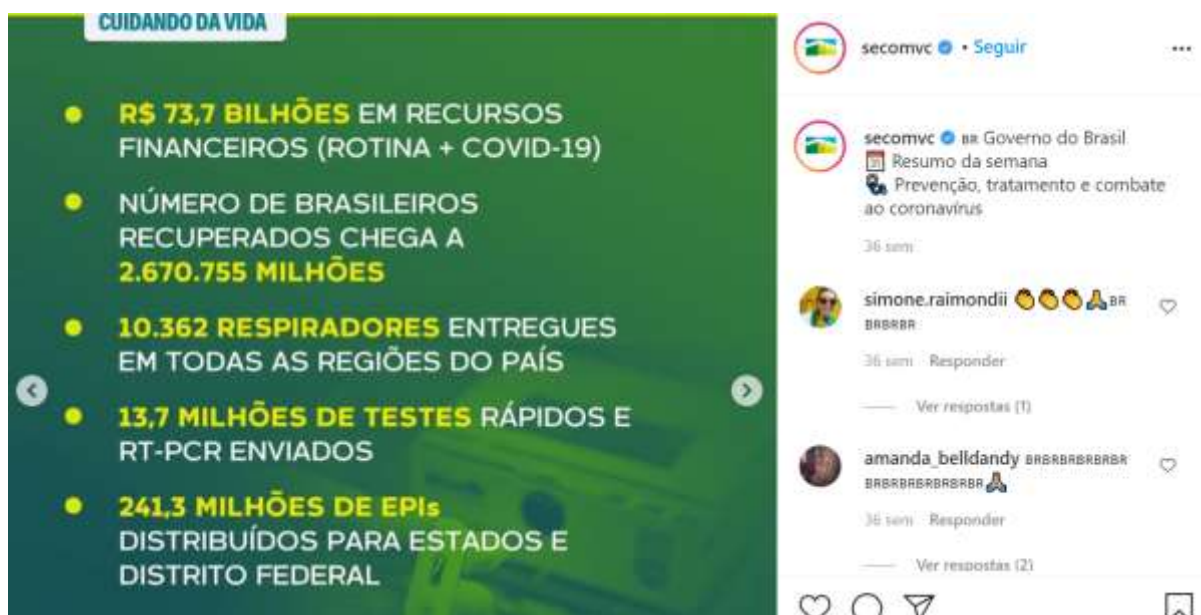 CUIDANDO DA VIDA
R$ 73,7 BILHÕES EM RECURSOS
FINANCEIROS (ROTINA + COVID-19)
NÚMERO DE BRASILEIROS
RECUPERADOS CHEGA A
2.670.755 MILHÕES
10.362 RESPIRADORES ENTREGUES
EM TODAS AS REGIÕES DO PAÍS
13,7 MILHÕES DE TESTES RÁPIDOS E
RT-PCR ENVIADOS
241,3 MILHÕES DE EPIs
DISTRIBUÍDOS PARA ESTADOS E
DISTRITO FEDERAL
secomvc • Seguir
secomvc BR Governo do Brasil
Resumo da semana
Prevenção, tratamento e combate
ao coronavírus
36 sem
simone.raimondii BR
BRBRBR
36 sem Responder
Ver respostas (1)
amanda_belldandy BRBRBRBRBRBR
BRBRBRBRBRBRBR
36 sem Responder
Ver respostas (2)